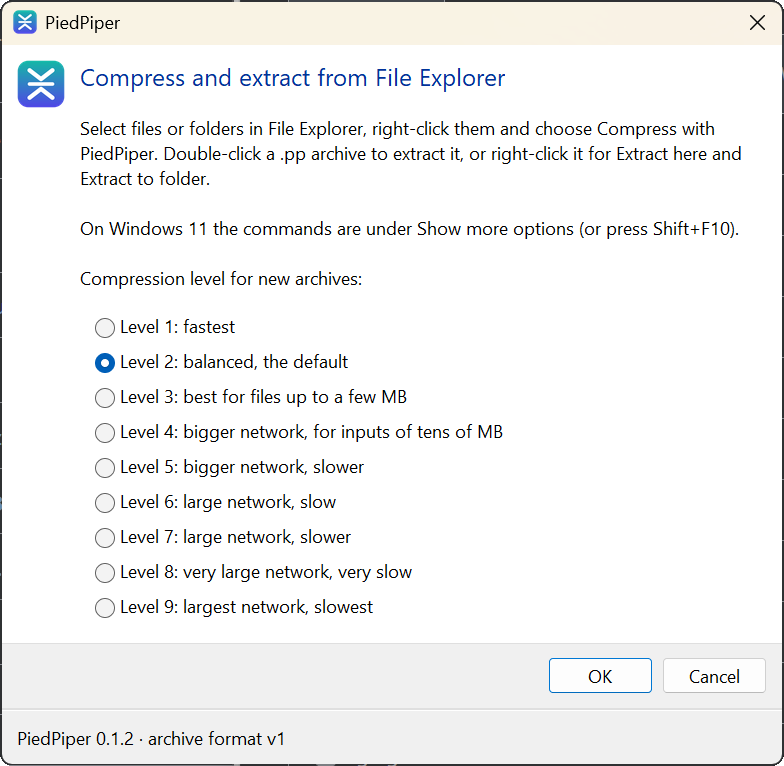 PiedPiper
Compress and extract from File Explorer
Select files or folders in File Explorer, right-click them and choose Compress with
PiedPiper. Double-click a .pp archive to extract it, or right-click it for Extract here and
Extract to folder.
On Windows 11 the commands are under Show more options (or press Shift+F10).
Compression level for new archives:
Level 1: fastest
Level 2: balanced, the default
Level 3: best for files up to a few MB
Level 4: bigger network, for inputs of tens of MB
Level 5: bigger network, slower
Level 6: large network, slow
Level 7: large network, slower
Level 8: very large network, very slow
Level 9: largest network, slowest
OK
Cancel
PiedPiper 0.1.2 · archive format v1